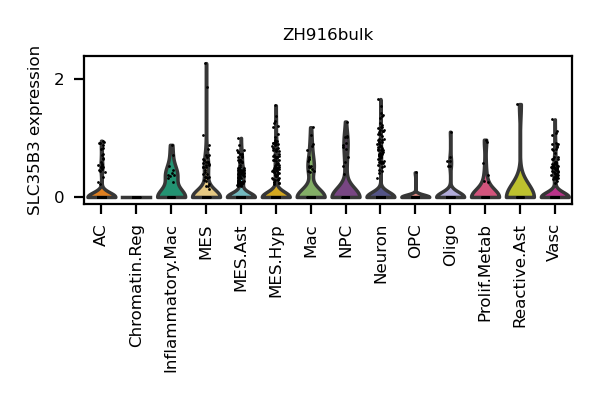 ZH916bulk
SLC35B3 expression
2
0
AC
Chromatin.Reg
Inflammatory.Mac
MES
MES.Ast
MES.Hyp
Mac
NPC
Neuron
OPC
Oligo
Prolif.Metab
Reactive.Ast
Vasc